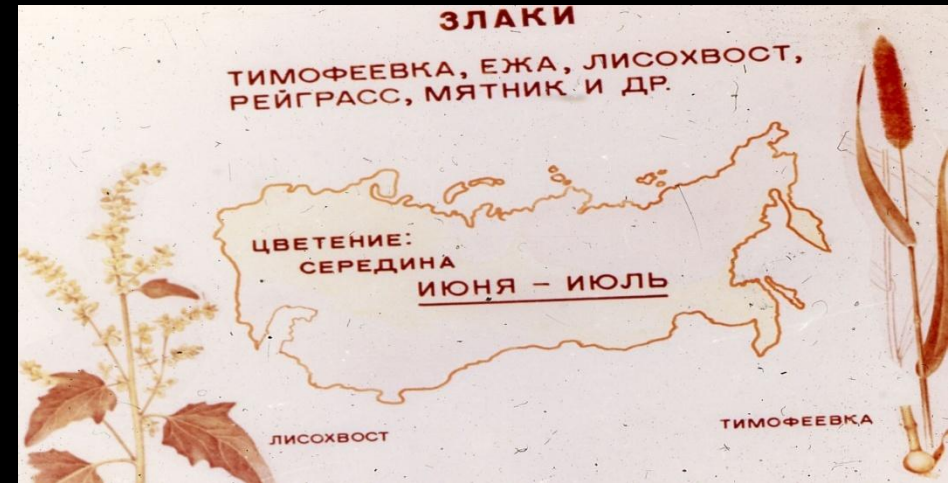 ЗЛАКИ
ТИМОФЕЕВКА, ЕЖА, ЛИСОХВОСТ,
РЕЙГРАСС, МЯТНИК И ДР.
ЦВЕТЕНИЕ:
СЕРЕДИНА
ИЮНЯ – ИЮЛЬ
ЛИСОХВОСТ
ТИМОФЕЕВКА